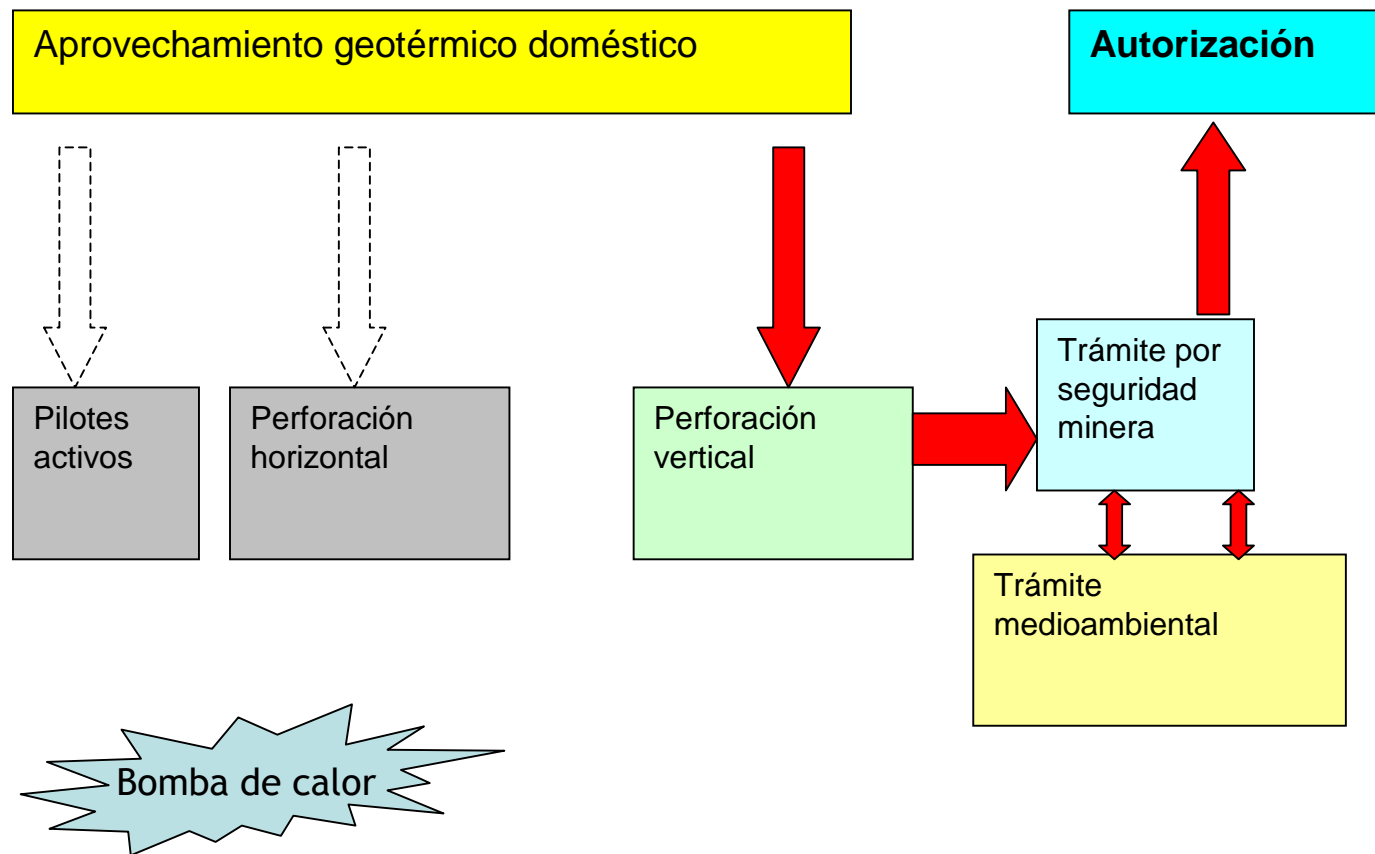 Aprovechamiento geotérmico doméstico
Autorización
Pilotes
activos
Perforación
horizontal
Perforación
vertical
Trámite por
seguridad
minera
Trámite
medioambiental
Bomba de calor